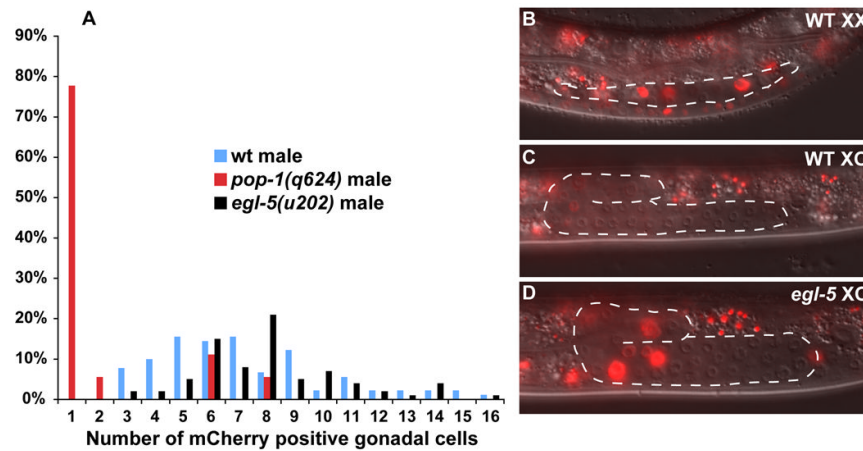 A
90%
80%
70%
60%
50%
40%
30%
20%
10%
0%
wt male
pop-1(q624) male
egl-5(u202) male
1 2 3 4 5 6 7 8 9 10 11 12 13 14 15 16
Number of mCherry positive gonadal cells
B WT XX
C WT XO
D egl-5 XO